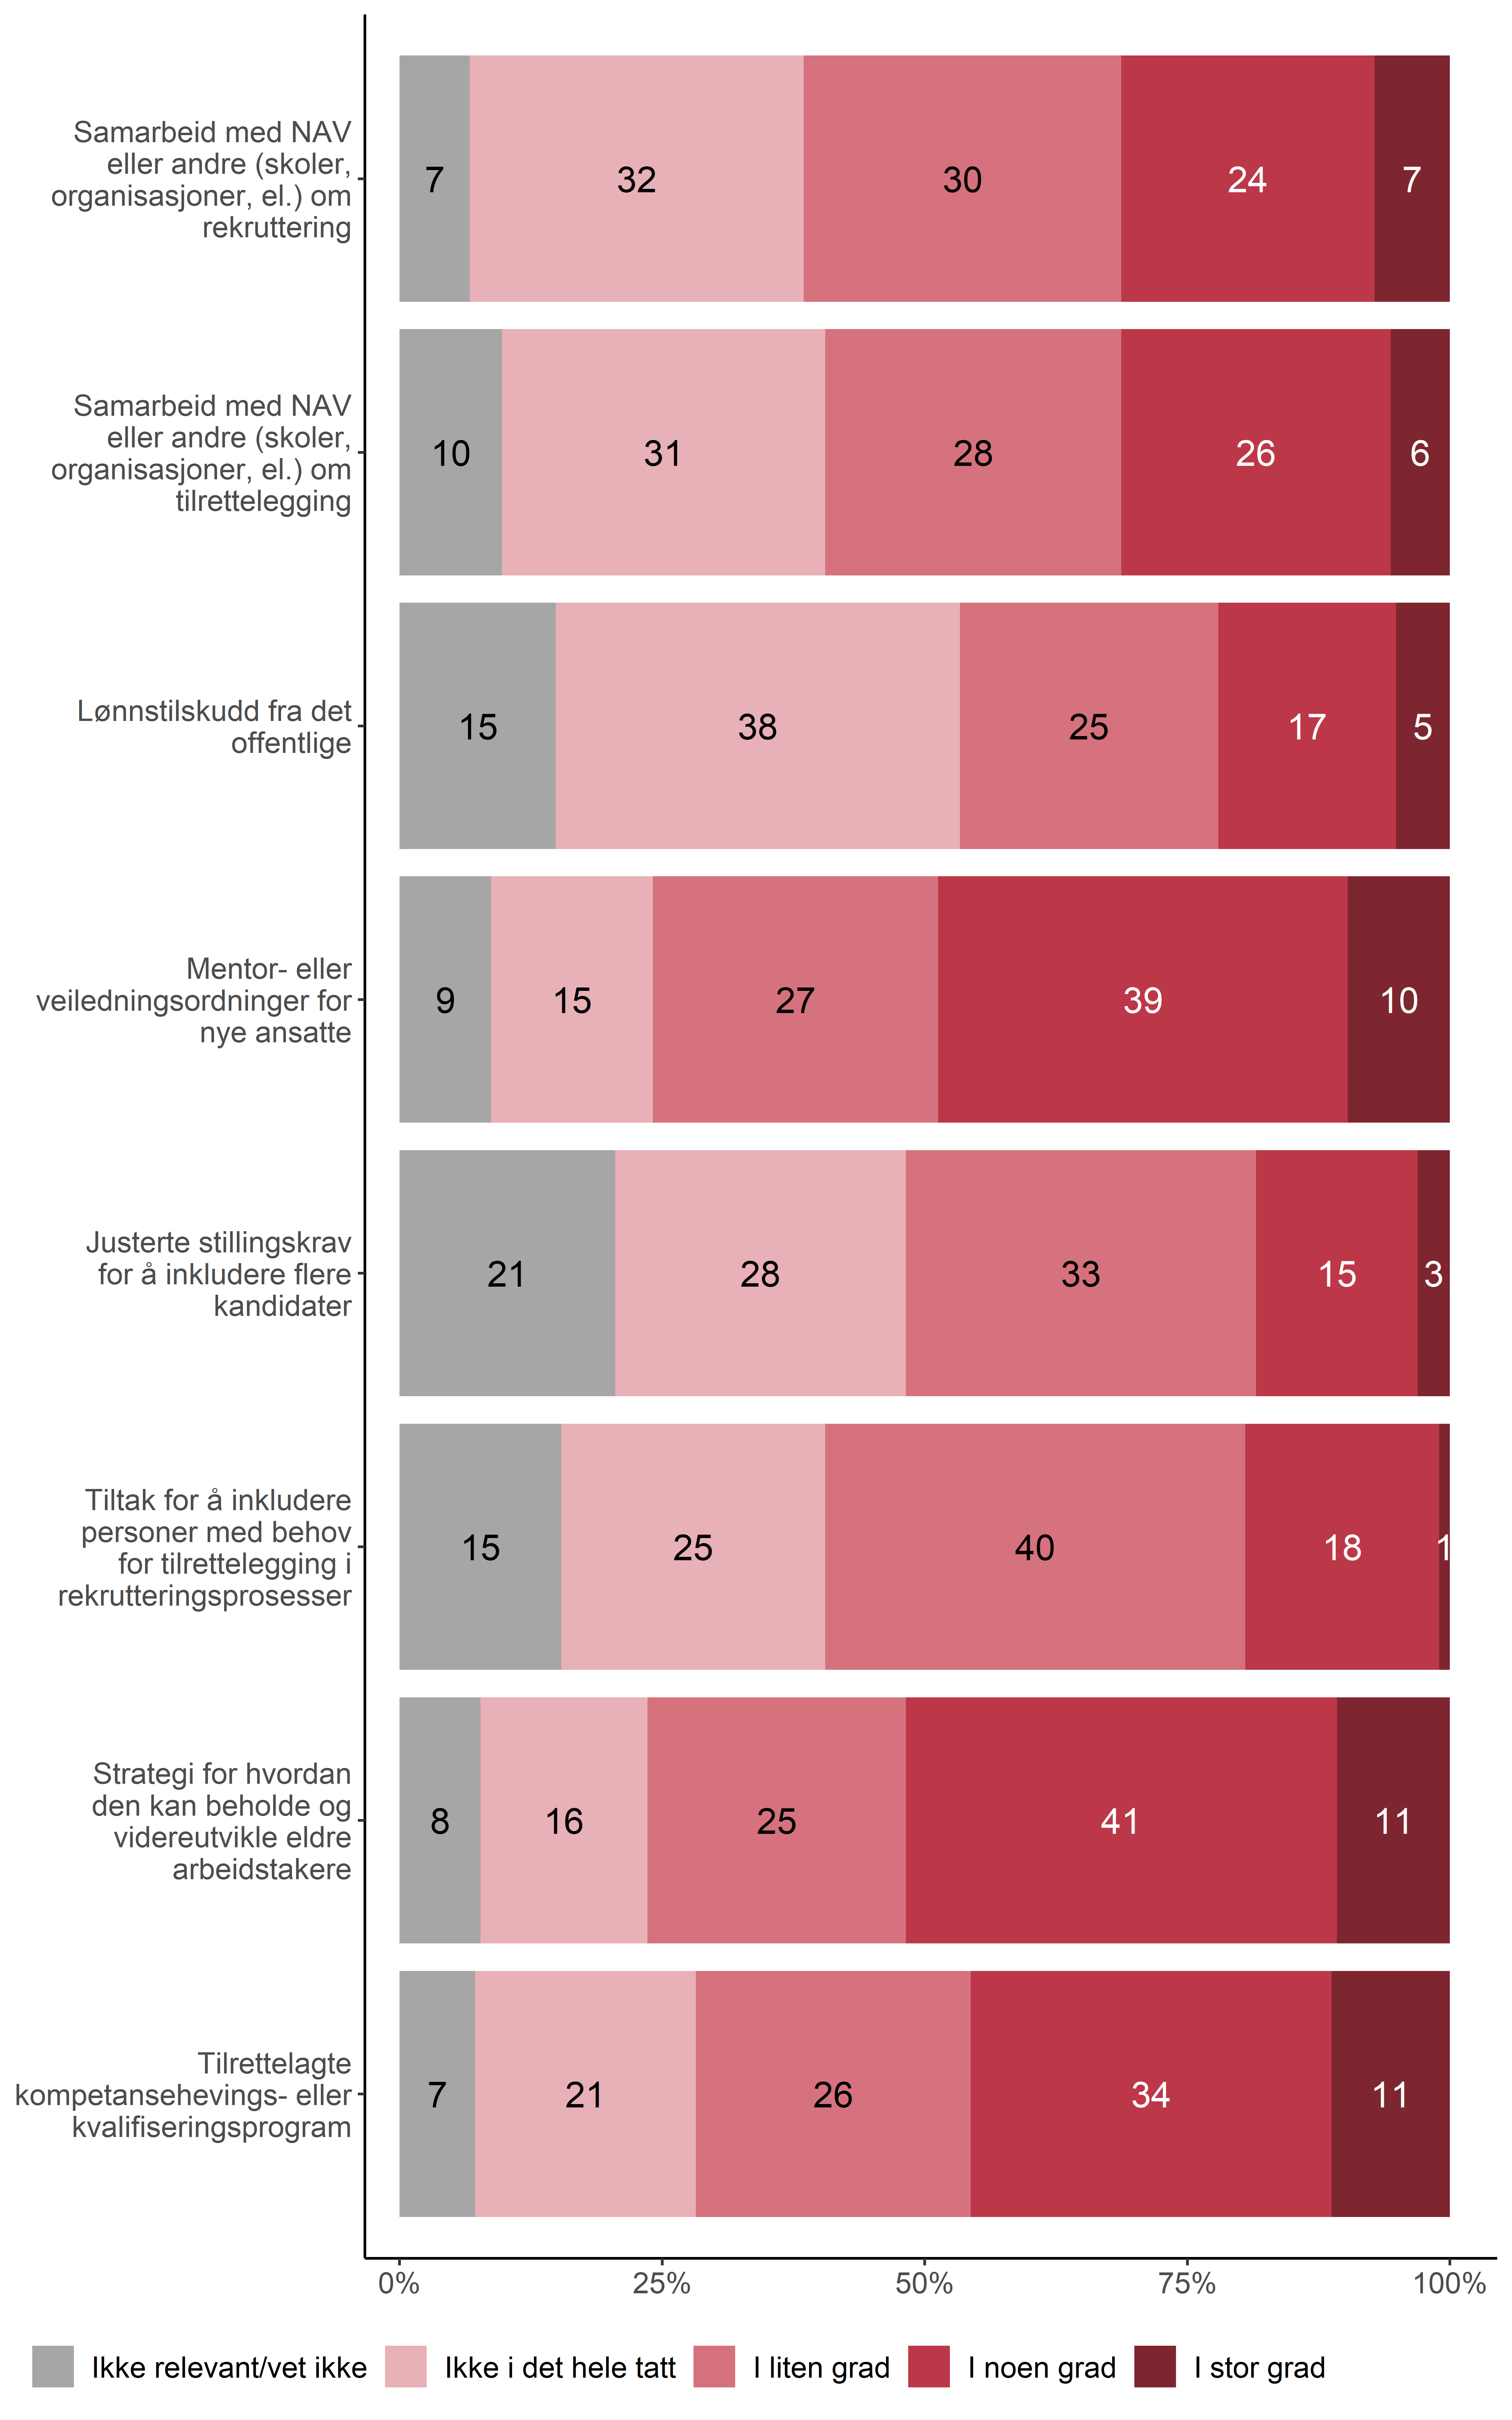 Samarbeid med NAV
eller andre (skoler,
organisasjoner, el.) om
rekruttering
7 32 30 24 7
Samarbeid med NAV
eller andre (skoler,
organisasjoner, el.) om
tilrettelegging
10 31 28 26 6
Lønnstilskudd fra det
offentlige
15 38 25 17 5
Mentor- eller
veiledningsordninger for
nye ansatte
9 15 27 39 10
Justerte stillingskrav
for å inkludere flere
kandidater
21 28 33 15 3
Tiltak for å inkludere
personer med behov
for tilrettelegging i
rekrutteringsprosesser
15 25 40 18 1
Strategi for hvordan
den kan beholde og
videreutvikle eldre
arbeidstakere
8 16 25 41 11
Tilrettelagte
kompetansehevings- eller
kvalifiseringsprogram
7 21 26 34 11
0% 25% 50% 75% 100%
Ikke relevant/vet ikke Ikke i det hele tatt I liten grad I noen grad I stor grad